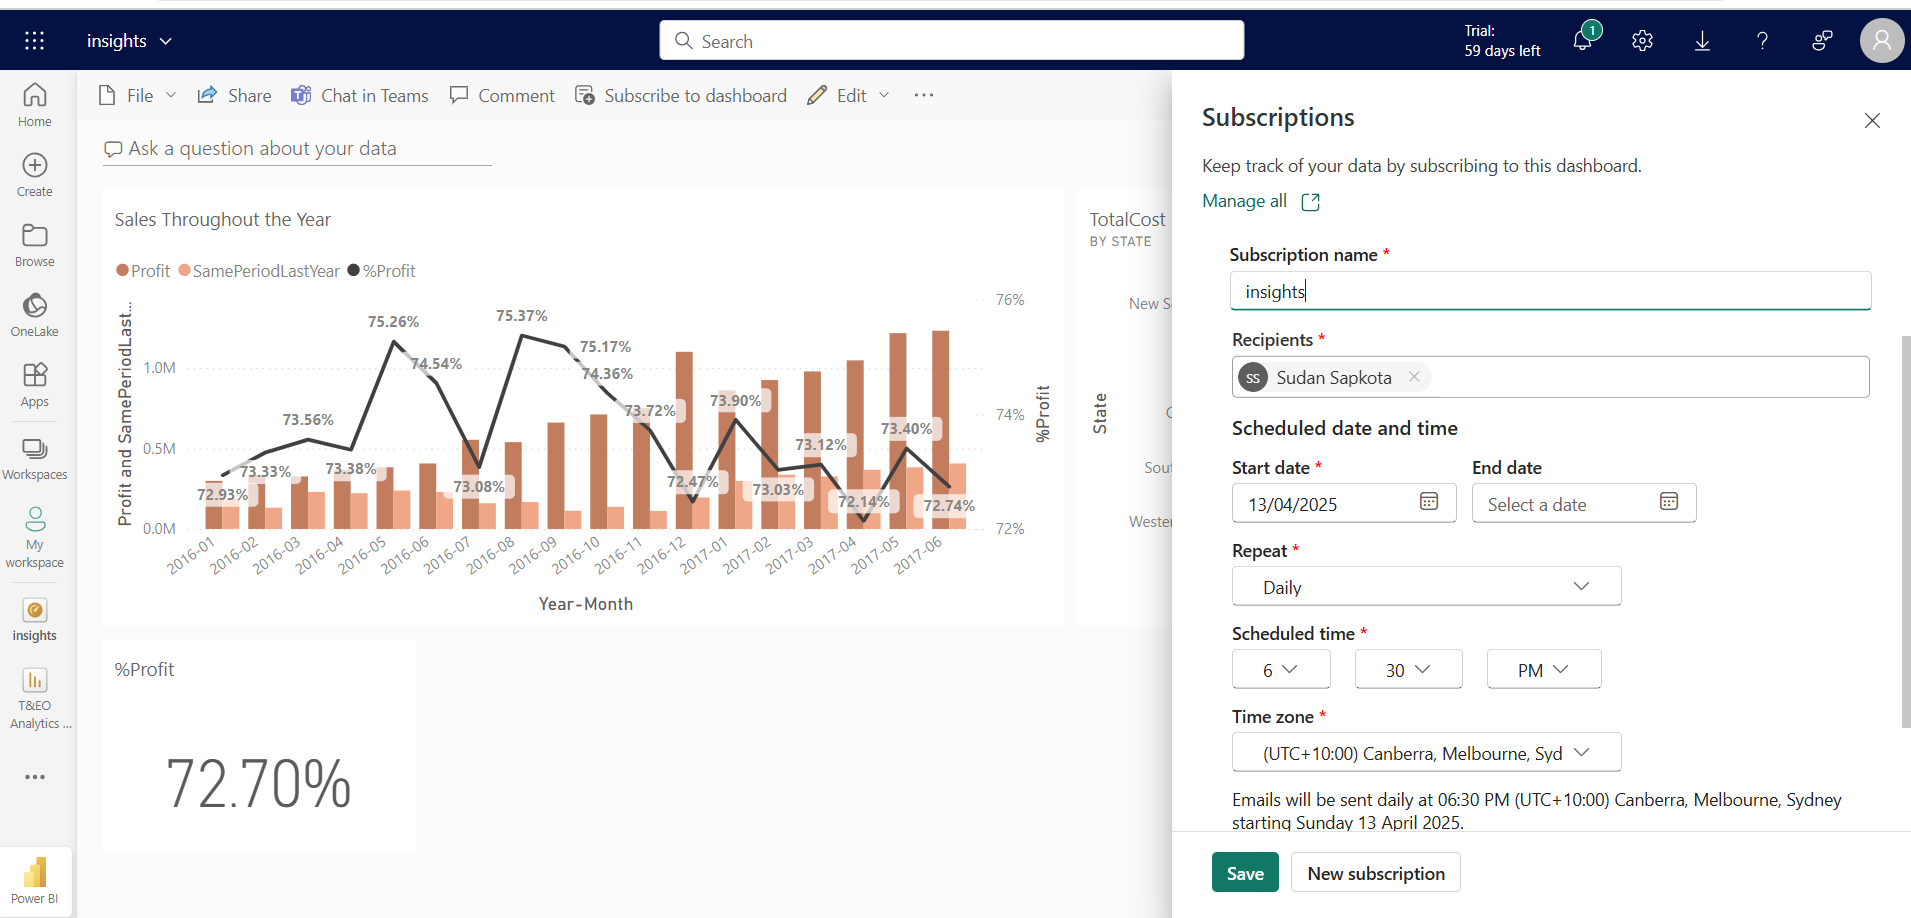 insights
Search
Trial:
59 days left
1
Home
Create
Browse
OneLake
Apps
Workspaces
My
workspace
insights
T&EO
Analytics ...
Power BI
File
Share
Chat in Teams
Comment
Subscribe to dashboard
Edit
Ask a question about your data
Sales Throughout the Year
Profit SamePeriodLastYear %Profit
Profit and SamePeriodLast...
1.0M
0.5M
0.0M
72.93%
73.33%
73.56%
73.38%
75.26%
74.54%
73.08%
75.37%
75.17%
74.36%
73.72%
72.47%
73.90%
73.03%
73.12%
72.14%
73.40%
72.74%
76%
74%
72%
%Profit
2016-01
2016-02
2016-03
2016-04
2016-05
2016-06
2016-07
2016-08
2016-09
2016-10
2016-11
2016-12
2017-01
2017-02
2017-03
2017-04
2017-05
2017-06
Year-Month
TotalCost
BY STATE
State
New S
Sou
Weste
%Profit
72.70%
Subscriptions
Keep track of your data by subscribing to this dashboard.
Manage all
Subscription name *
insights
Recipients *
SS Sudan Sapkota
Scheduled date and time
Start date *
End date
13/04/2025
Select a date
Repeat *
Daily
Scheduled time *
6
30
PM
Time zone *
(UTC+10:00) Canberra, Melbourne, Syd
Emails will be sent daily at 06:30 PM (UTC+10:00) Canberra, Melbourne, Sydney
starting Sunday 13 April 2025.
Save
New subscription